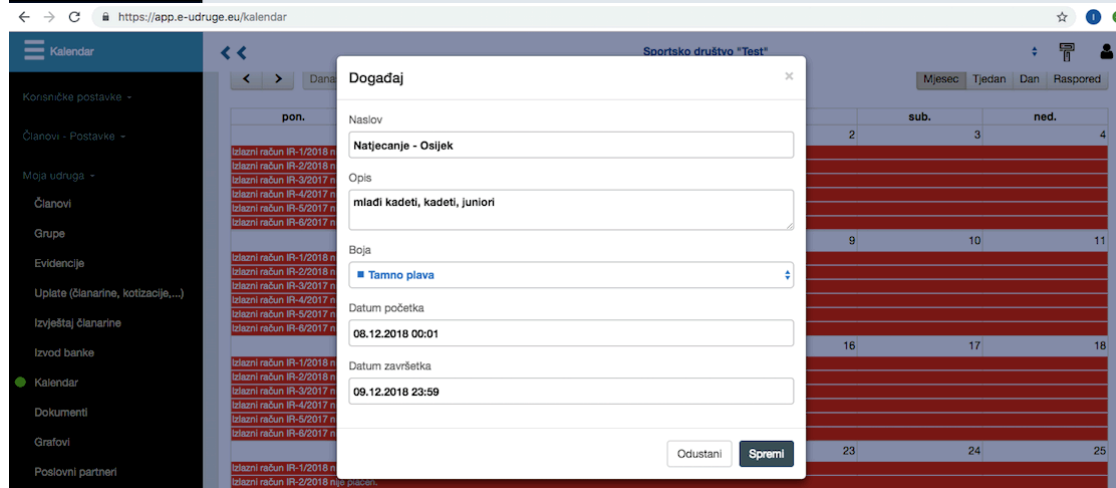 https://app.e-udruge.eu/kalendar
Kalendar
Sportsko društvo "Test"
Korisničke postavke
Članovi - Postavke
Moja udruga
Članovi
Grupe
Evidencije
Uplate (članarine, kotizacije,...)
Izvještaj članarine
Izvod banke
Kalendar
Dokumenti
Grafovi
Poslovni partneri
Dana
Mjesec Tjedan Dan Raspored
pon. sub. ned.
2 3 4
Izlazni račun IR-1/2018 n
Izlazni račun IR-2/2018 n
Izlazni račun IR-3/2017 n
Izlazni račun IR-4/2017 n
Izlazni račun IR-5/2017 n
Izlazni račun IR-6/2017 n
9 10 11
Izlazni račun IR-1/2018 n
Izlazni račun IR-2/2018 n
Izlazni račun IR-3/2017 n
Izlazni račun IR-4/2017 n
Izlazni račun IR-5/2017 n
Izlazni račun IR-6/2017 n
16 17 18
Izlazni račun IR-1/2018 n
Izlazni račun IR-2/2018 n
Izlazni račun IR-3/2017 n
Izlazni račun IR-4/2017 n
Izlazni račun IR-5/2017 n
Izlazni račun IR-6/2017 n
23 24 25
Izlazni račun IR-1/2018 n
Izlazni račun IR-2/2018 nije plaćen.
Događaj
×
Naslov
Natjecanje - Osijek
Opis
mlađi kadeti, kadeti, juniori
Boja
Tamno plava
Datum početka
08.12.2018 00:01
Datum završetka
09.12.2018 23:59
Odustani Spremi